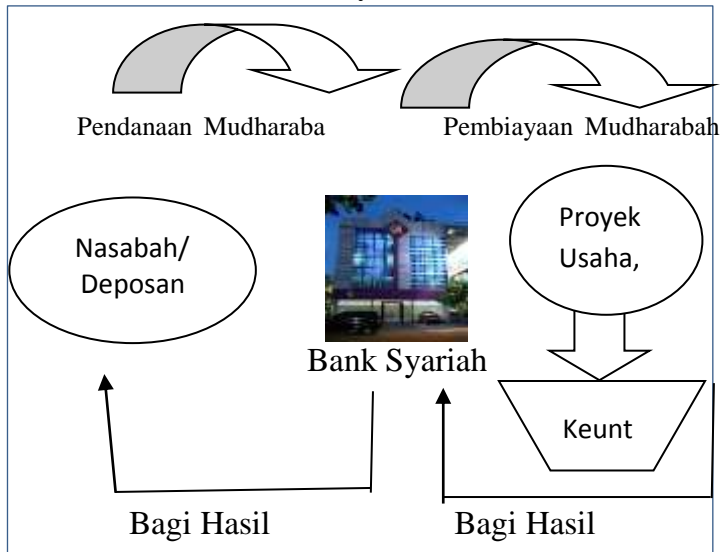 Pendanaan Mudharaba
Pembiayaan Mudharabah
Nasabah/
Deposan
Proyek
Usaha,
Bank Syariah
Keunt
Bagi Hasil
Bagi Hasil